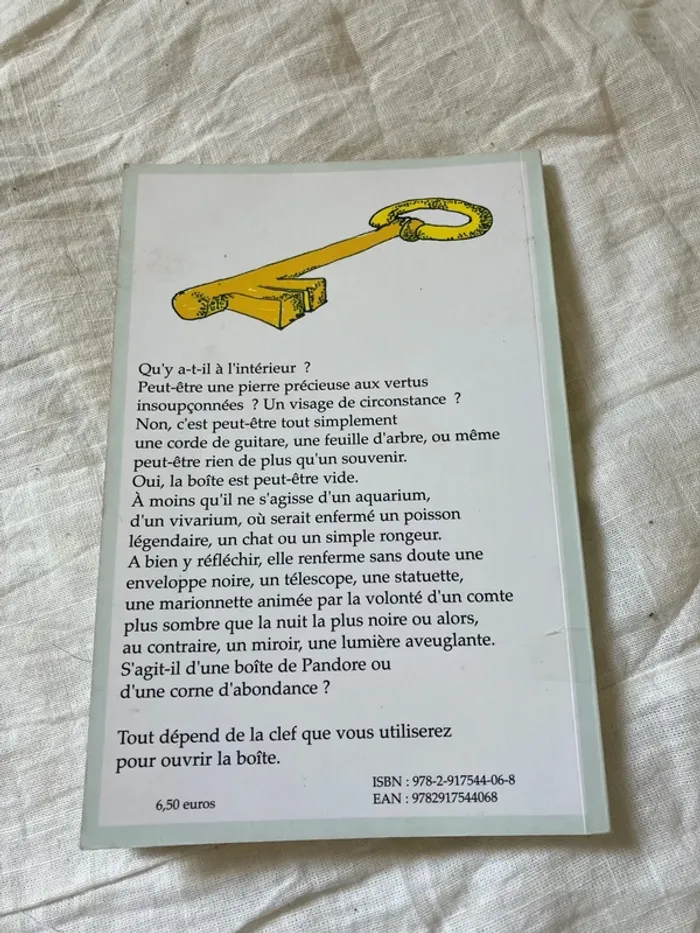 Qu'y a-t-il à l'intérieur ?
Peut-être une pierre précieuse aux vertus
insoupçonnées ? Un visage de circonstance ?
Non, c'est peut-être tout simplement
une corde de guitare, une feuille d'arbre, ou même
peut-être rien de plus qu'un souvenir.
Oui, la boîte est peut-être vide.
À moins qu'il ne s'agisse d'un aquarium,
d'un vivarium, où serait enfermé un poisson
légendaire, un chat ou un simple rongeur.
A bien y réfléchir, elle renferme sans doute une
enveloppe noire, un télescope, une statuette,
une marionnette animée par la volonté d'un comte
plus sombre que la nuit la plus noire ou alors,
au contraire, un miroir, une lumière aveuglante.
S'agit-il d'une boîte de Pandore ou
d'une corne d'abondance ?
Tout dépend de la clef que vous utiliserez
pour ouvrir la boîte.
6,50 euros
ISBN : 978-2-917544-06-8
EAN : 9782917544068